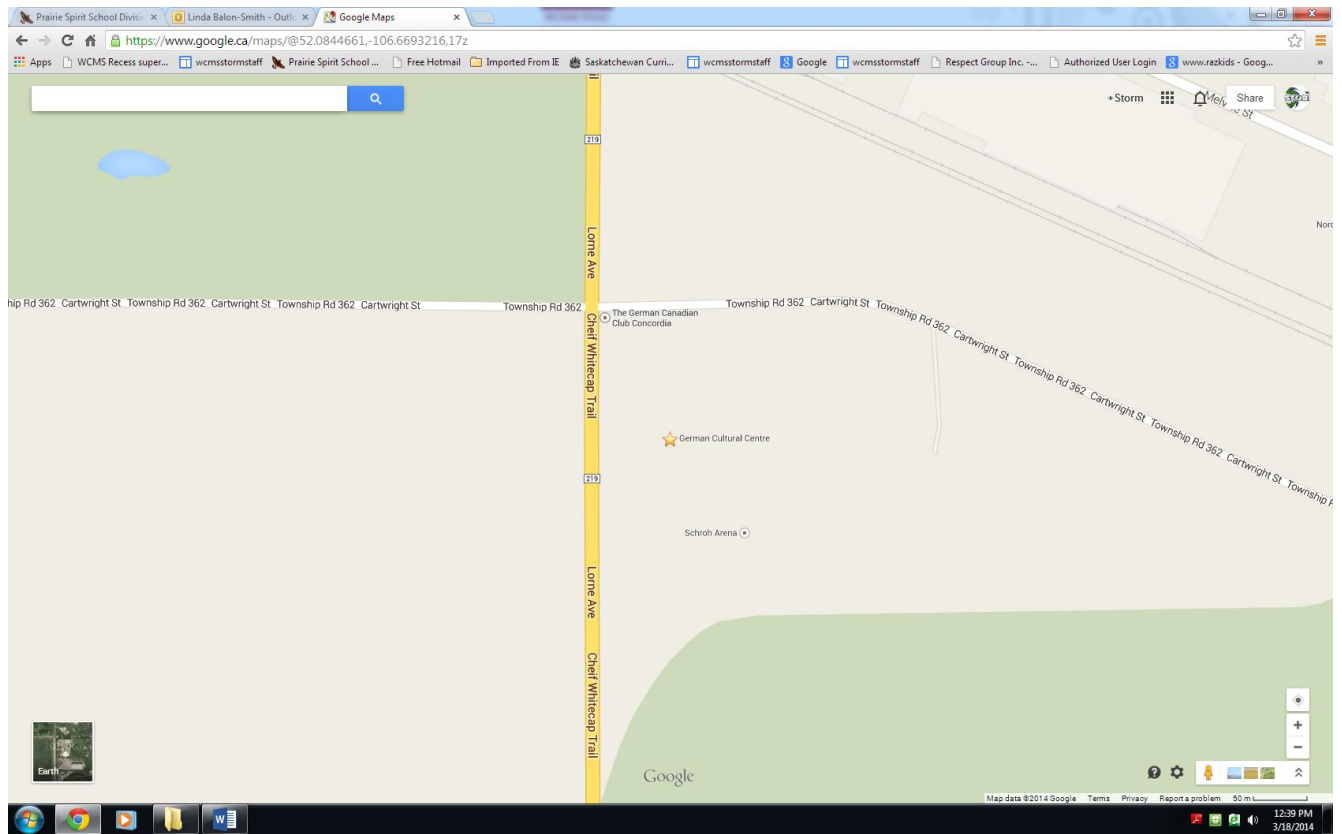 Prairie Spirit School Divisic
Linda Balon-Smith - Outlo
Google Maps
https://www.google.ca/maps/@52.0844661,-106.6693216,17z
Apps WCMS Recess super... wcmsstormstaff Prairie Spirit School ... Free Hotmail Imported From IE Saskatchewan Curri... wcmsstormstaff Google wcmsstormstaff Respect Group Inc. -... Authorized User Login www.razkids - Goog... »
+Storm
Share
St
219
Nord
Lorne Ave
hip Rd 362 Cartwright St Township Rd 362 Cartwright St Township Rd 362 Cartwright St Township Rd 362
Township Rd 362 Cartwright St Township Rd 362 Cartwright St Township Rd 362 Cartwright St Township Rd 362 Cartwright St Township R
The German Canadian
Club Concordia
Cheif Whitecap Trail
German Cultural Centre
219
Schroh Arena
Lorne Ave
Cheif Whitecap Trail
Earth
Google
Map data ©2014 Google Terms Privacy Report a problem 50 m
12:39 PM
3/18/2014